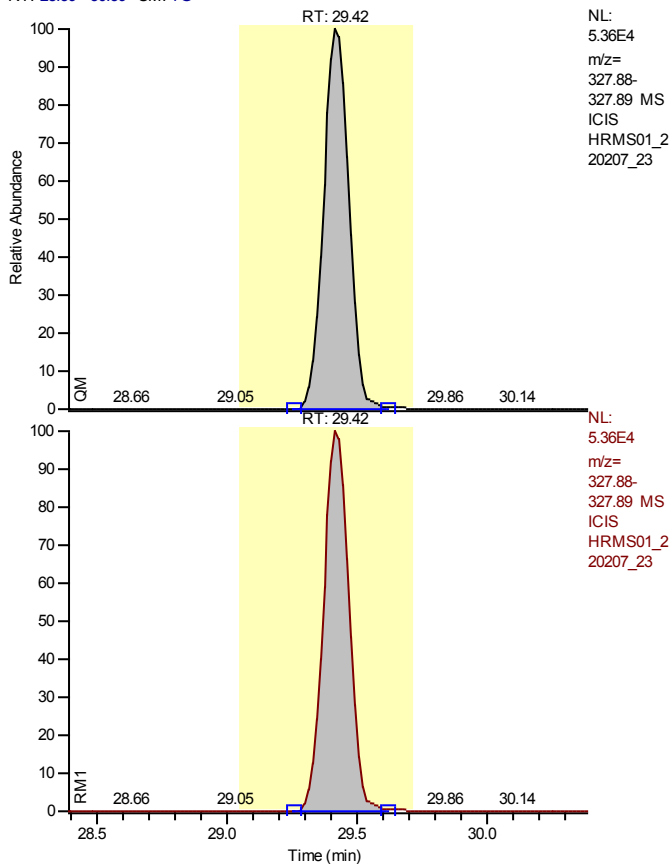 RT: 29.42
NL:
5.36E4
m/z=
327.88-
327.89 MS
ICIS
HRMS01_2
20207_23
100
90
80
70
60
50
40
30
20
10
0
Relative Abundance
QM
28.66 29.05 29.86 30.14
RT: 29.42
NL:
5.36E4
m/z=
327.88-
327.89 MS
ICIS
HRMS01_2
20207_23
100
90
80
70
60
50
40
30
20
10
0
RM1
28.66 29.05 29.86 30.14
28.5 29.0 29.5 30.0
Time (min)